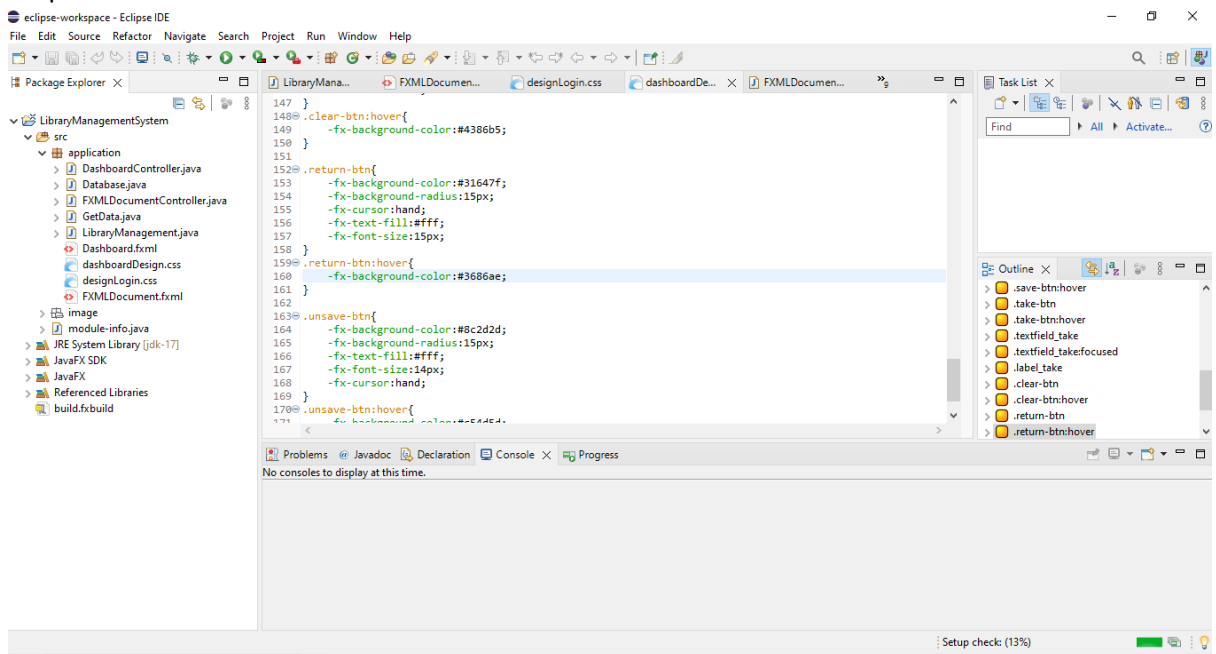 eclipse-workspace - Eclipse IDE
File Edit Source Refactor Navigate Search Project Run Window Help
Package Explorer
LibraryManagementSystem
src
application
DashboardController.java
Database.java
FXMLDocumentController.java
GetData.java
LibraryManagement.java
Dashboard.fxml
dashboardDesign.css
designLogin.css
FXMLDocument.fxml
image
module-info.java
JRE System Library [jdk-17]
JavaFX SDK
JavaFX
Referenced Libraries
build.fxbuild
LibraryMana... FXMLDocumen... designLogin.css dashboardDe... FXMLDocumen... »9
147 }
148 .clear-btn:hover{
149 -fx-background-color:#4386b5;
150 }
151
152 .return-btn{
153 -fx-background-color:#31647f;
154 -fx-background-radius:15px;
155 -fx-cursor:hand;
156 -fx-text-fill:#fff;
157 -fx-font-size:15px;
158 }
159 .return-btn:hover{
160 -fx-background-color:#3686ae;
161 }
162
163 .unsave-btn{
164 -fx-background-color:#8c2d2d;
165 -fx-background-radius:15px;
166 -fx-text-fill:#fff;
167 -fx-font-size:14px;
168 -fx-cursor:hand;
169 }
170 .unsave-btn:hover{
171 -fx-background-color:#c54d5d;
Task List
Find All Activate...
Outline
.save-btn:hover
.take-btn
.take-btn:hover
.textfield_take
.textfield_take:focused
.label_take
.clear-btn
.clear-btn:hover
.return-btn
.return-btn:hover
Problems @ Javadoc Declaration Console Progress
No consoles to display at this time.
Setup check: (13%)